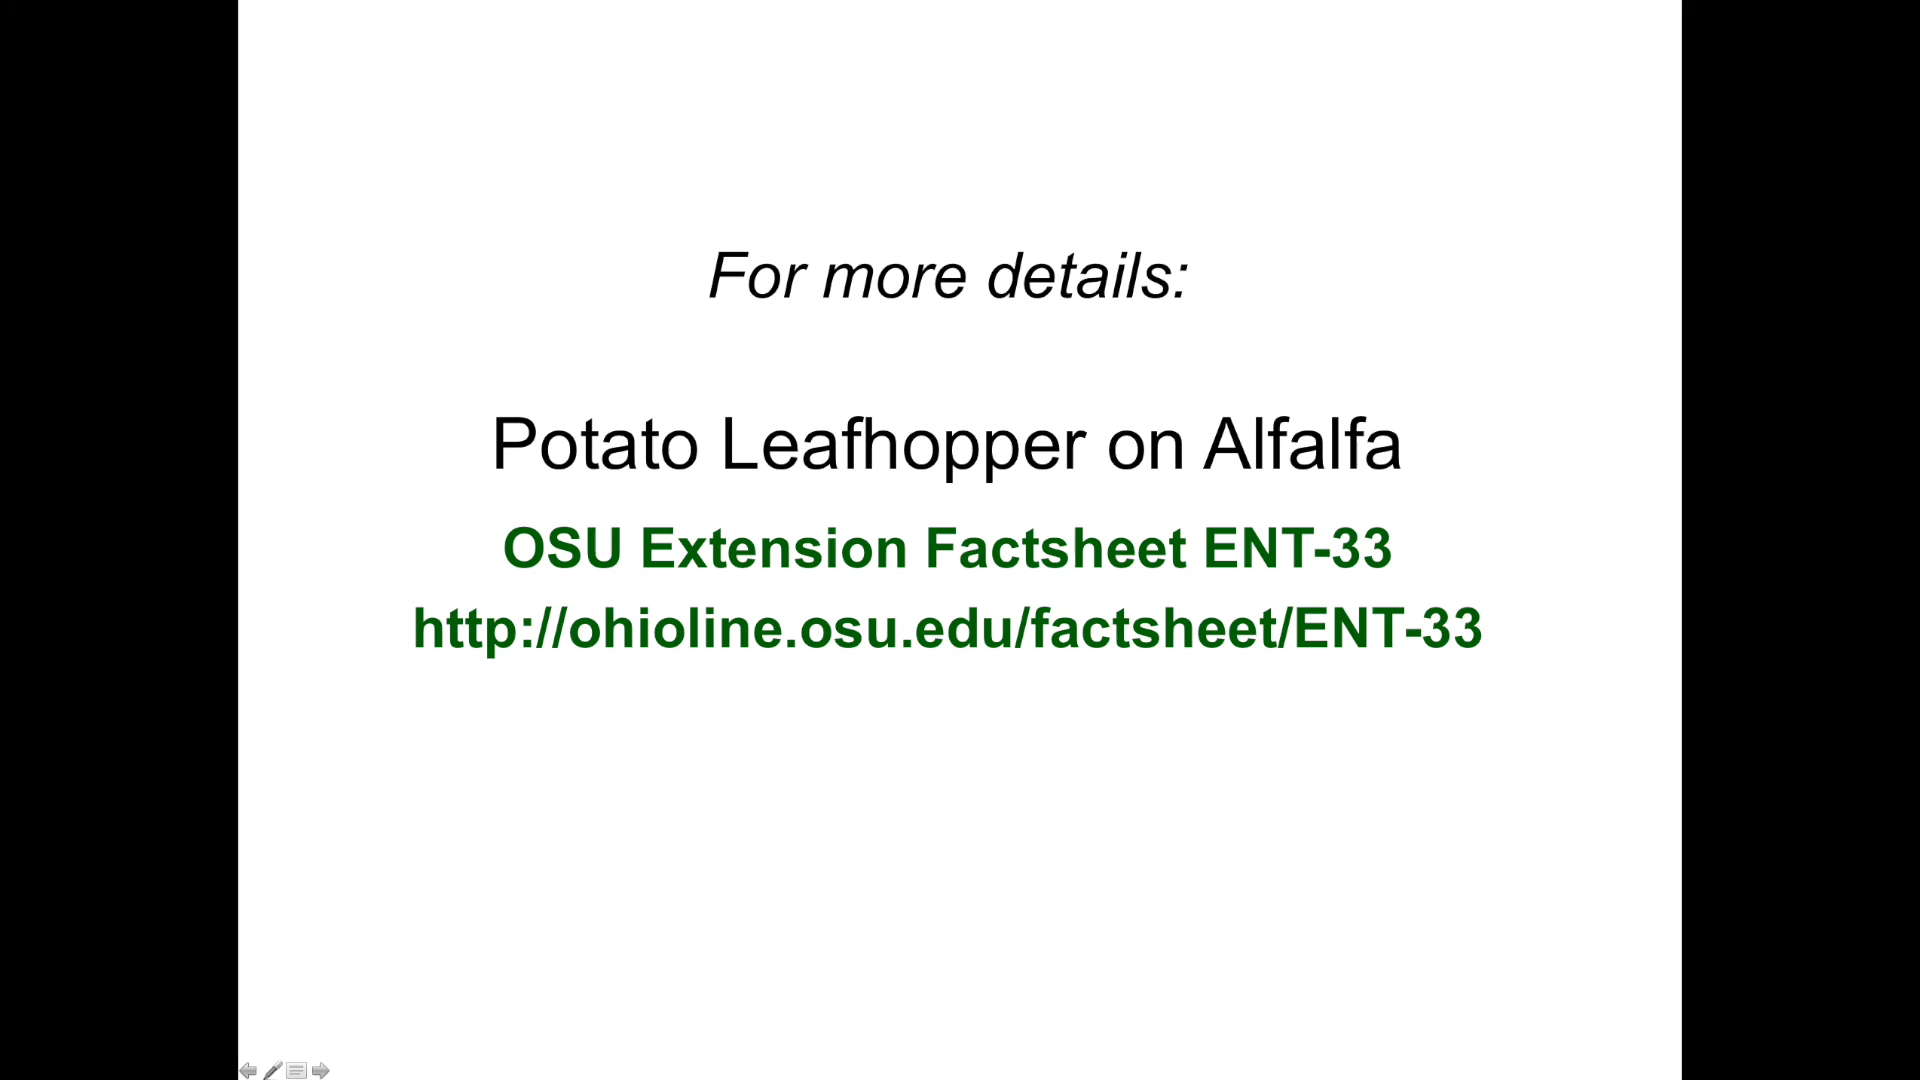 For more details:
Potato Leafhopper on Alfalfa
OSU Extension Factsheet ENT-33
http://ohioline.osu.edu/factsheet/ENT-33